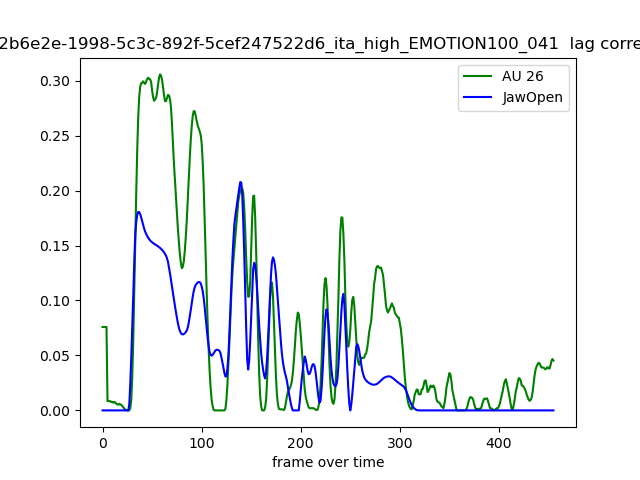 2b6e2e-1998-5c3c-892f-5cef247522d6_ita_high_EMOTION100_041  lag corre
AU 26
JawOpen
0.30
0.25
0.20
0.15
0.10
0.05
0.00
0 100 200 300 400
frame over time